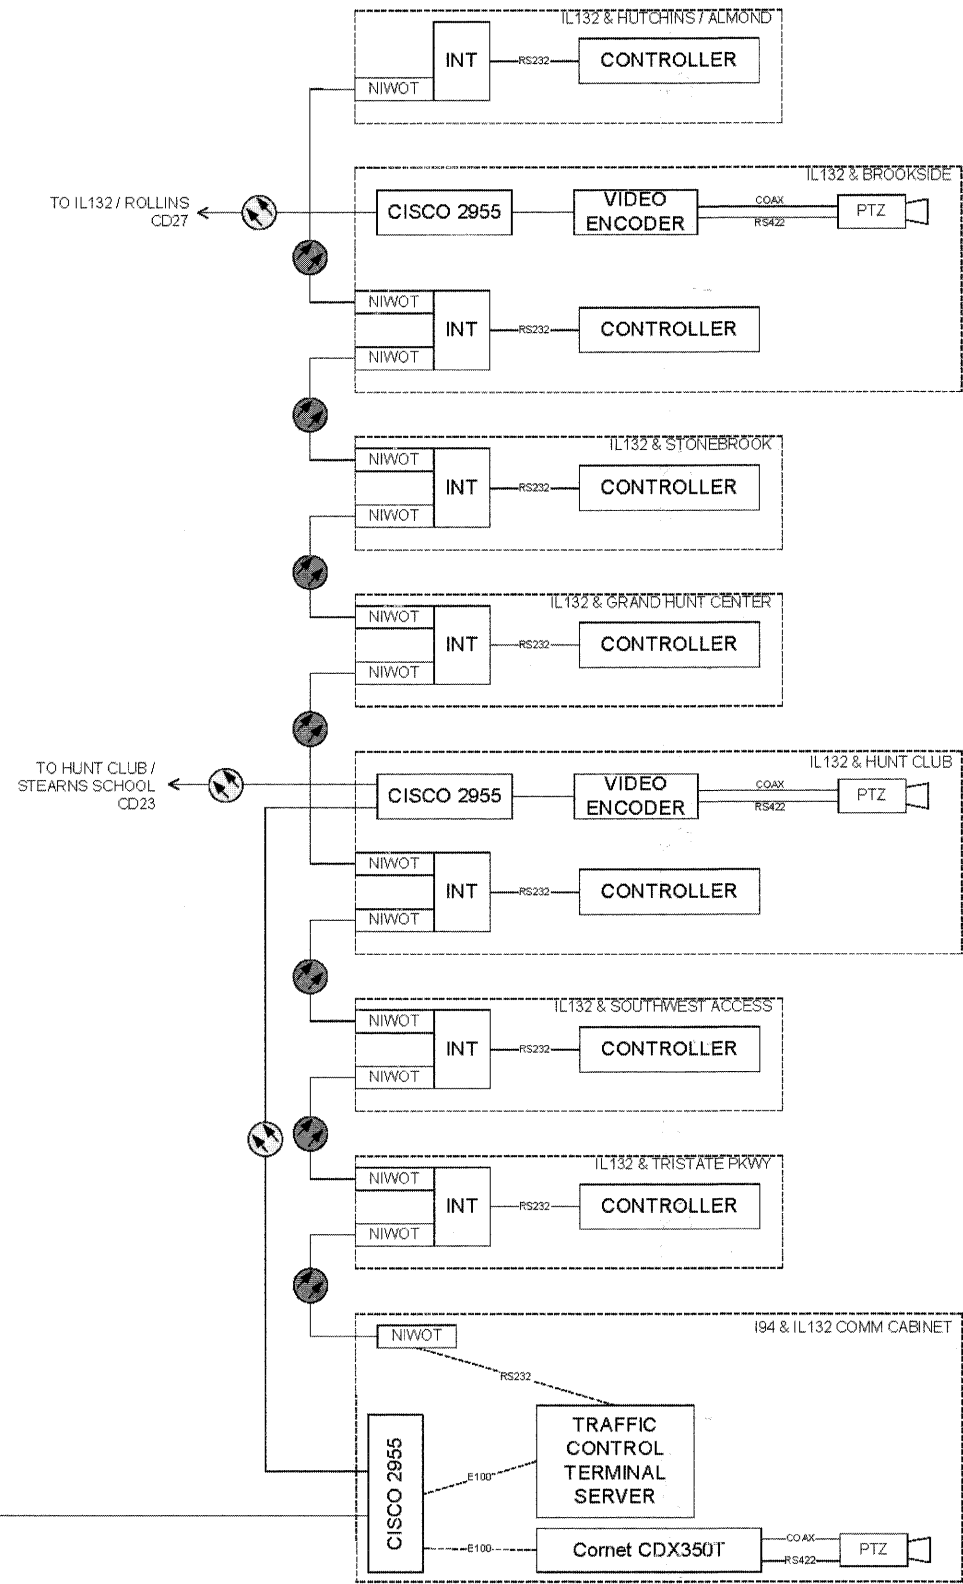 IL132 & HUTCHINS / ALMOND
INT
RS232
CONTROLLER
NIWOT
IL132 & BROOKSIDE
TO IL132 / ROLLINS
CD27
CISCO 2955
VIDEO
ENCODER
COAX
RS422
PTZ
NIWOT
INT
RS232
CONTROLLER
NIWOT
IL132 & STONEBROOK
NIWOT
INT
RS232
CONTROLLER
NIWOT
IL132 & GRAND HUNT CENTER
NIWOT
INT
RS232
CONTROLLER
NIWOT
IL132 & HUNT CLUB
TO HUNT CLUB /
STEARNS SCHOOL
CD23
CISCO 2955
VIDEO
ENCODER
COAX
RS422
PTZ
NIWOT
INT
RS232
CONTROLLER
NIWOT
IL132 & SOUTHWEST ACCESS
NIWOT
INT
RS232
CONTROLLER
NIWOT
IL132 & TRISTATE PKWY
NIWOT
INT
RS232
CONTROLLER
NIWOT
I94 & IL132 COMM CABINET
NIWOT
RS232
TRAFFIC
CONTROL
TERMINAL
SERVER
CISCO 2955
E100
E100
Cornet CDX350T
COAX
RS422
PTZ